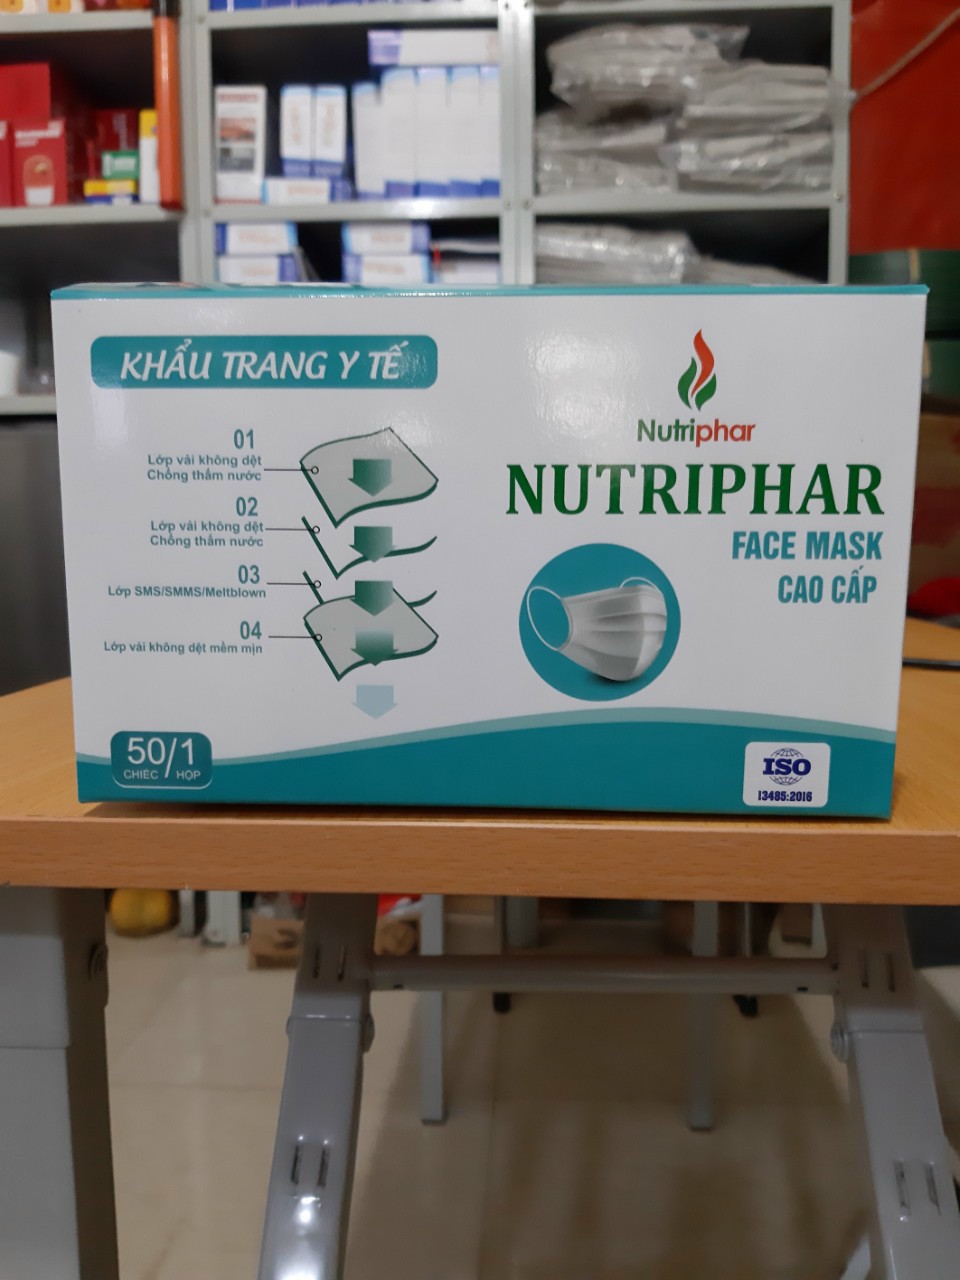 KHẨU TRANG Y TẾ
01
Lớp vải không dệt
Chống thấm nước
02
Lớp vải không dệt
Chống thấm nước
03
Lớp SMS/SMMS/Meltblown
04
Lớp vải không dệt mềm mịn
50/1
CHIẾC HỘP
Nutriphar
NUTRIPHAR
FACE MASK
CAO CẤP
ISO
13485:2016